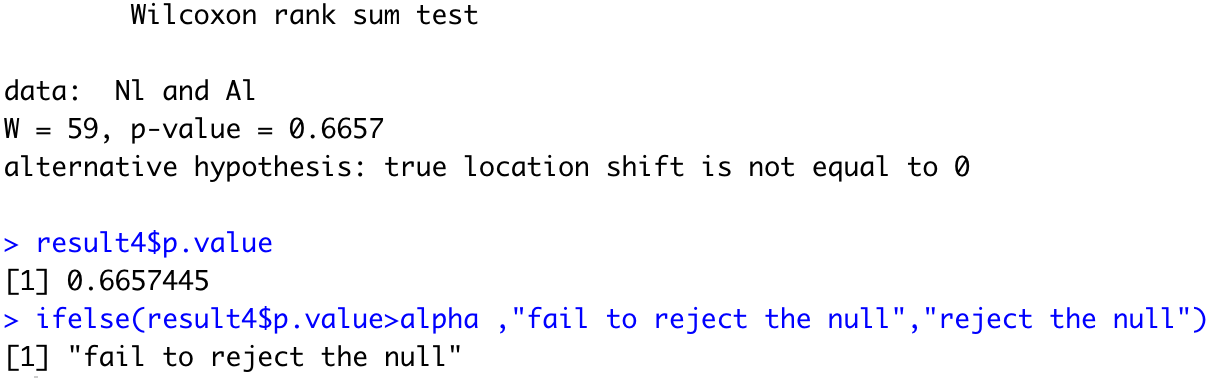 Wilcoxon rank sum test
data:  Nl and Al
W = 59, p-value = 0.6657
alternative hypothesis: true location shift is not equal to 0
> result4$p.value
[1] 0.6657445
> ifelse(result4$p.value>alpha ,"fail to reject the null","reject the null")
[1] "fail to reject the null"